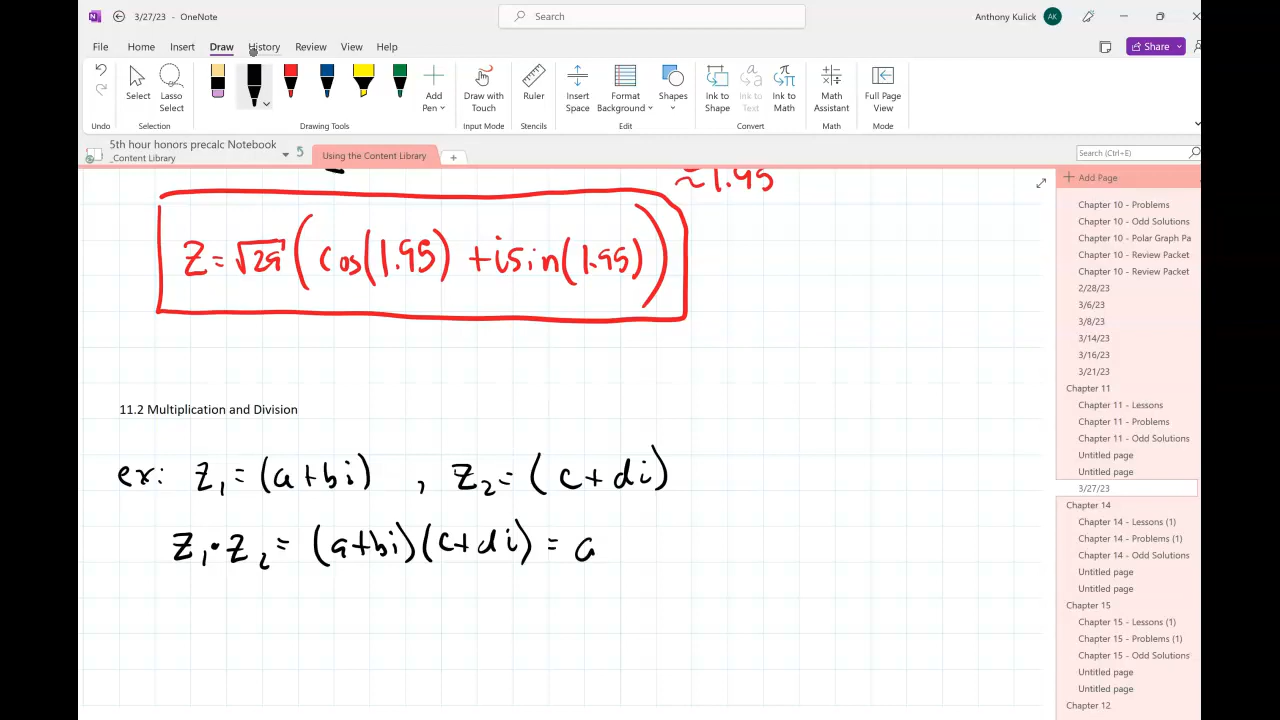 3/27/23 - OneNote
Search
Anthony Kulick
AK
File Home Insert Draw History Review View Help
Share
Select
Lasso Select
Add Pen
Draw with Touch
Ruler
Insert Space
Format Background
Shapes
Ink to Shape
Ink to Text
Ink to Math
Math Assistant
Full Page View
Undo Selection Drawing Tools Input Mode Stencils Edit Convert Math Mode
5th hour honors precalc Notebook
_Content Library
Using the Content Library
Search (Ctrl+E)
≈1.95
Z = √29 (cos(1.95) + i sin(1.95))
11.2 Multiplication and Division
ex: Z₁ = (a+bi) , Z₂ = (c+di)
Z₁·Z₂ = (a+bi)(c+di) = a
Add Page
Chapter 10 - Problems
Chapter 10 - Odd Solutions
Chapter 10 - Polar Graph Pa
Chapter 10 - Review Packet
Chapter 10 - Review Packet
2/28/23
3/6/23
3/8/23
3/14/23
3/16/23
3/21/23
Chapter 11
Chapter 11 - Lessons
Chapter 11 - Problems
Chapter 11 - Odd Solutions
Untitled page
Untitled page
3/27/23
Chapter 14
Chapter 14 - Lessons (1)
Chapter 14 - Problems (1)
Chapter 14 - Odd Solutions
Untitled page
Untitled page
Chapter 15
Chapter 15 - Lessons (1)
Chapter 15 - Problems (1)
Chapter 15 - Odd Solutions
Untitled page
Untitled page
Chapter 12